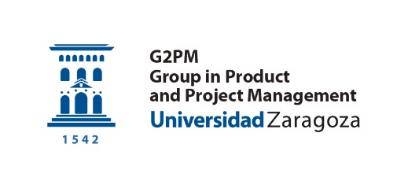 G2PM
Group in Product
and Project Management
Universidad Zaragoza
1542